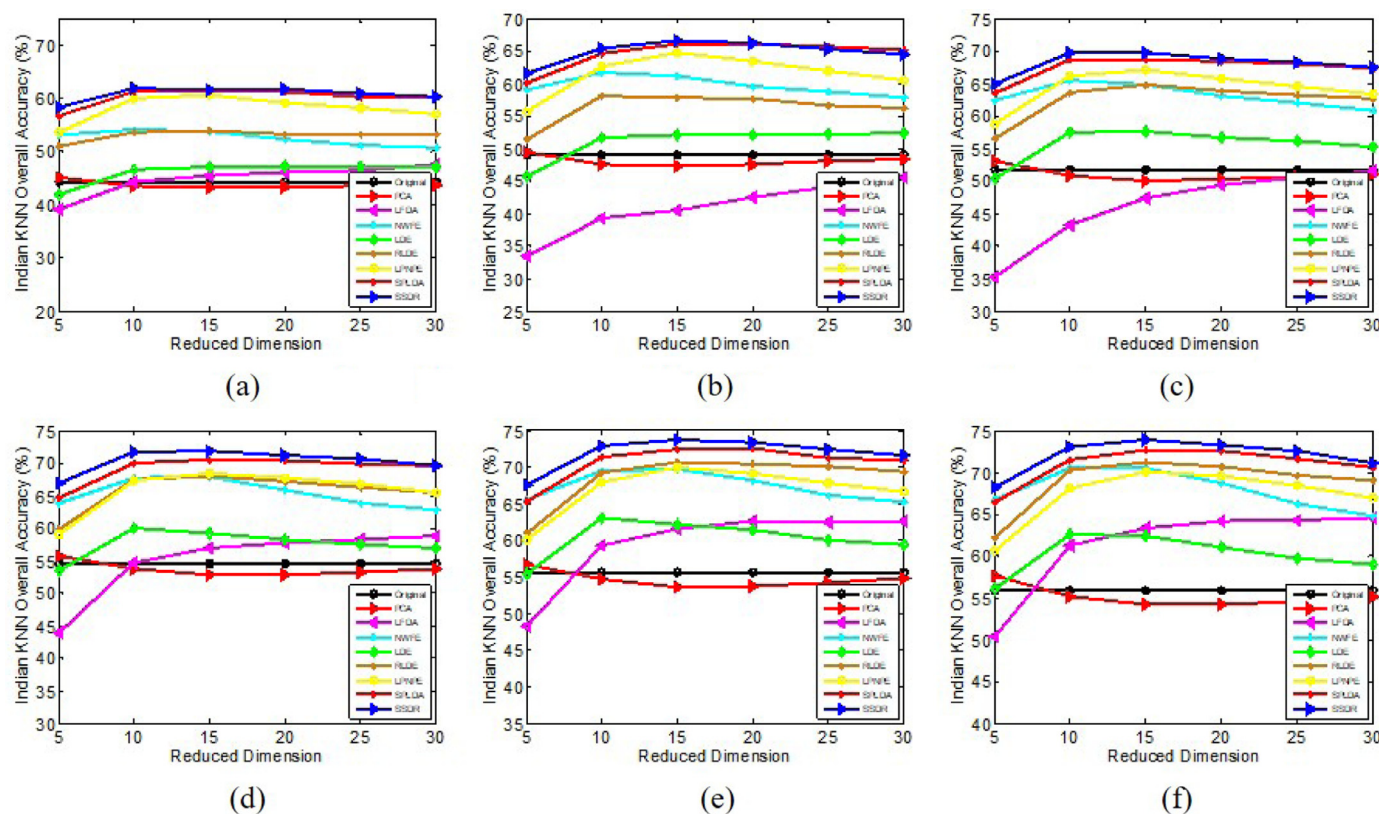 Indian KNN Overall Accuracy (%)
70
60
50
40
30
20
5 10 15 20 25 30
Reduced Dimension
Original
PCA
LFDA
NWFE
LDE
RLDE
LPNPE
SPLDA
SSDR
(a)
Indian KNN Overall Accuracy (%)
70
65
60
55
50
45
40
35
30
25
5 10 15 20 25 30
Reduced Dimension
Original
PCA
LFDA
NWFE
LDE
RLDE
LPNPE
SPLDA
SSDR
(b)
Indian KNN Overall Accuracy (%)
75
70
65
60
55
50
45
40
35
30
5 10 15 20 25 30
Reduced Dimension
Original
PCA
LFDA
NWFE
LDE
RLDE
LPNPE
SPLDA
SSDR
(c)
Indian KNN Overall Accuracy (%)
75
70
65
60
55
50
45
40
35
30
5 10 15 20 25 30
Reduced Dimension
Original
PCA
LFDA
NWFE
LDE
RLDE
LPNPE
SPLDA
SSDR
(d)
Indian KNN Overall Accuracy (%)
75
70
65
60
55
50
45
40
35
5 10 15 20 25 30
Reduced Dimension
Original
PCA
LFDA
NWFE
LDE
RLDE
LPNPE
SPLDA
SSDR
(e)
Indian KNN Overall Accuracy (%)
75
70
65
60
55
50
45
40
5 10 15 20 25 30
Reduced Dimension
Original
PCA
LFDA
NWFE
LDE
RLDE
LPNPE
SPLDA
SSDR
(f)